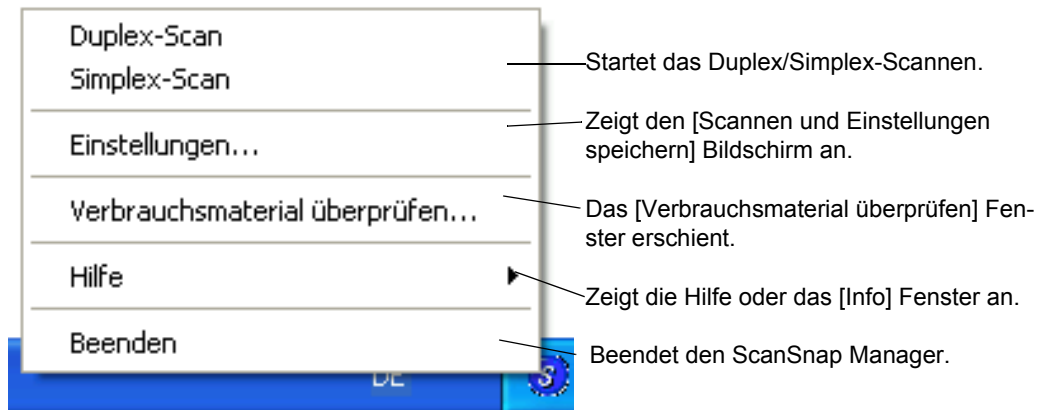 Duplex-Scan
Simplex-Scan
Startet das Duplex/Simplex-Scannen.
Einstellungen...
Zeigt den [Scannen und Einstellungen
speichern] Bildschirm an.
Verbrauchsmaterial überprüfen...
Das [Verbrauchsmaterial überprüfen] Fen-
ster erschient.
Hilfe
Zeigt die Hilfe oder das [Info] Fenster an.
Beenden
Beendet den ScanSnap Manager.
DE
S